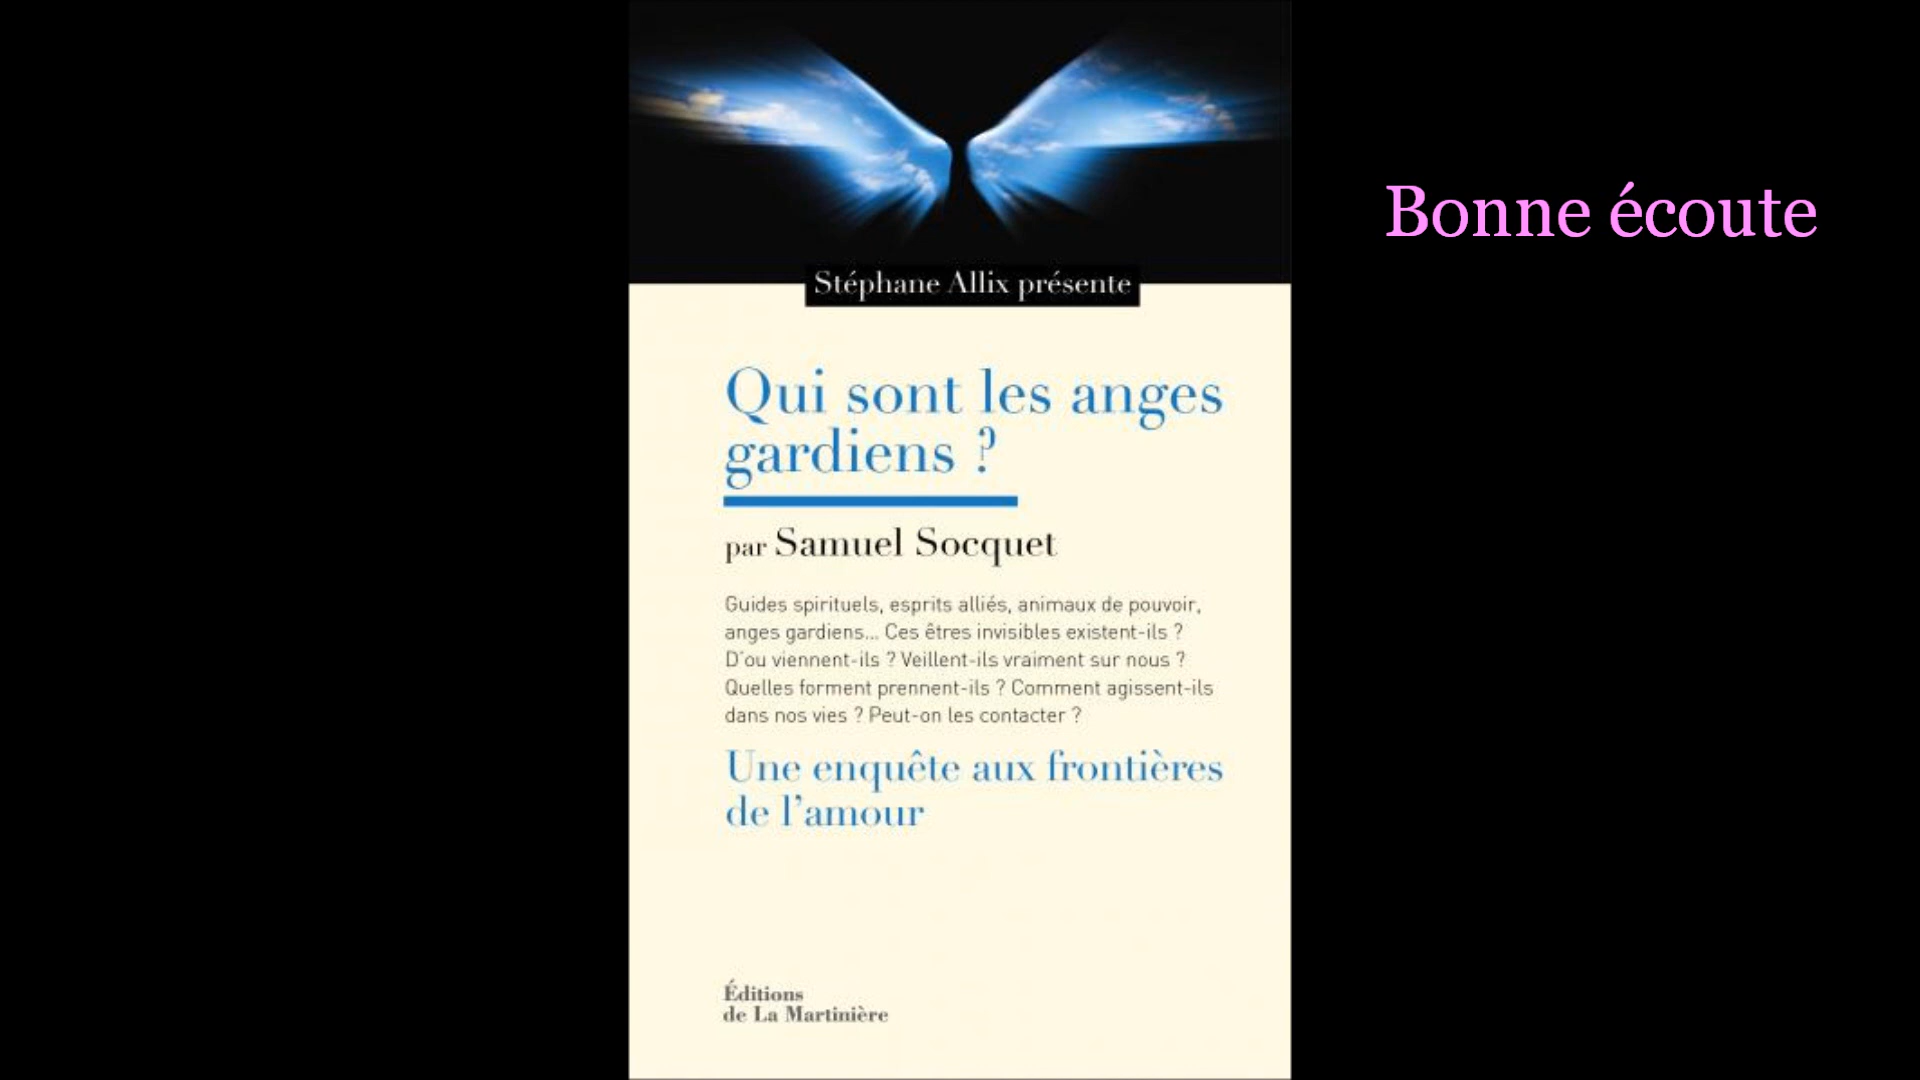 Bonne écoute
Stéphane Allix présente
Qui sont les anges
gardiens ?
par Samuel Socquet
Guides spirituels, esprits alliés, animaux de pouvoir,
anges gardiens... Ces êtres invisibles existent-ils ?
D'ou viennent-ils ? Veillent-ils vraiment sur nous ?
Quelles forment prennent-ils ? Comment agissent-ils
dans nos vies ? Peut-on les contacter ?
Une enquête aux frontières
de l'amour
Éditions
de La Martinière